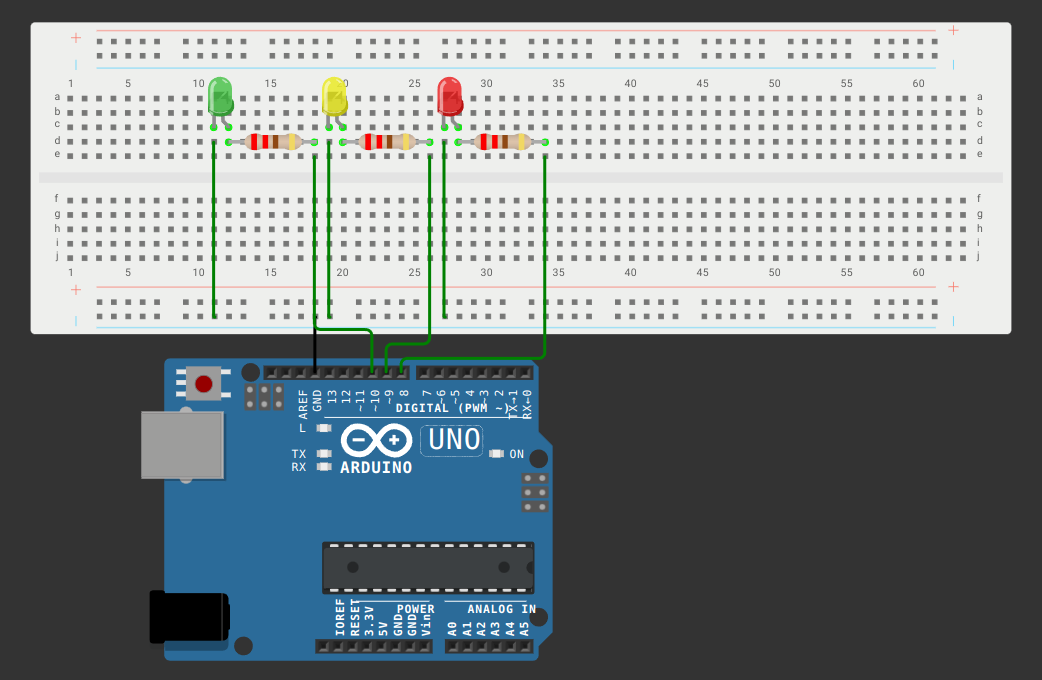 + +
1 5 10 15 20 25 30 35 40 45 50 55 60
a a
b b
c c
d d
e e
f f
g g
h h
i i
j j
1 5 10 15 20 25 30 35 40 45 50 55 60
+ +
AREF GND 13 12 ~11 ~10 ~9 8 7 ~6 ~5 4 ~3 2 TX→1 RX←0
DIGITAL (PWM ~)
L
UNO
TX ON
RX ARDUINO
IOREF RESET 3.3V 5V GND GND Vin A0 A1 A2 A3 A4 A5
POWER ANALOG IN